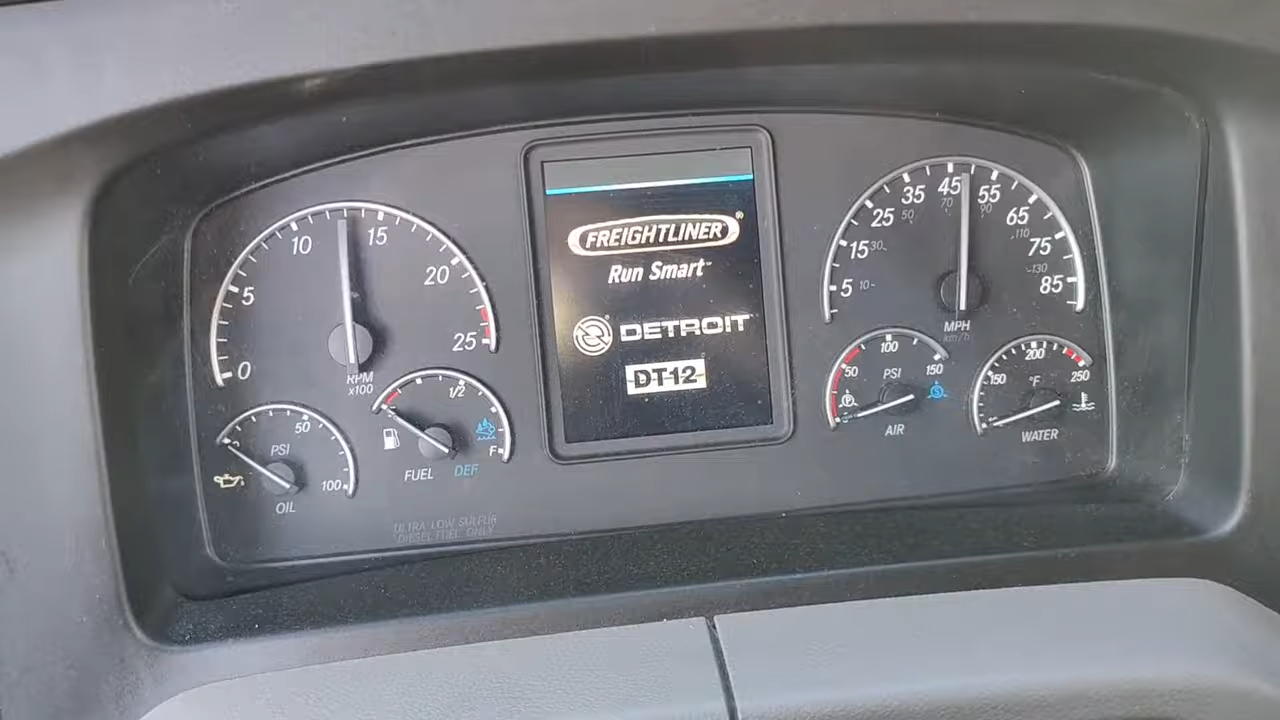 10
15
5
20
0
25
RPM
x100
1/2
F
FUEL
DEF
50
PSI
100
OIL
ULTRA LOW SULFUR
DIESEL FUEL ONLY
FREIGHTLINER®
Run Smart™
DETROIT™
DT12
45
35
55
70
25
50
90
65
110
15
30
75
130
5
10
85
MPH
km/h
100
50
PSI
150
P
S
AIR
200
150
°F
250
WATER